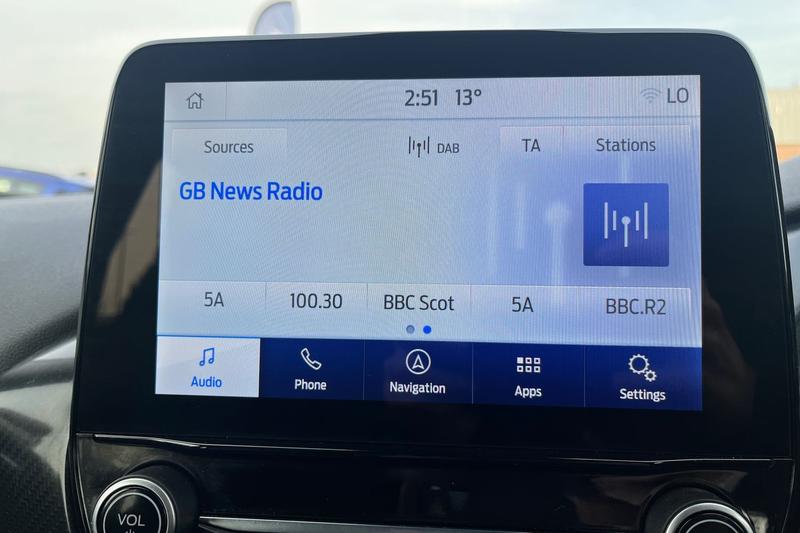 2:51 13° LO
Sources DAB TA Stations
GB News Radio
5A 100.30 BBC Scot 5A BBC.R2
Audio Phone Navigation Apps Settings
VOL